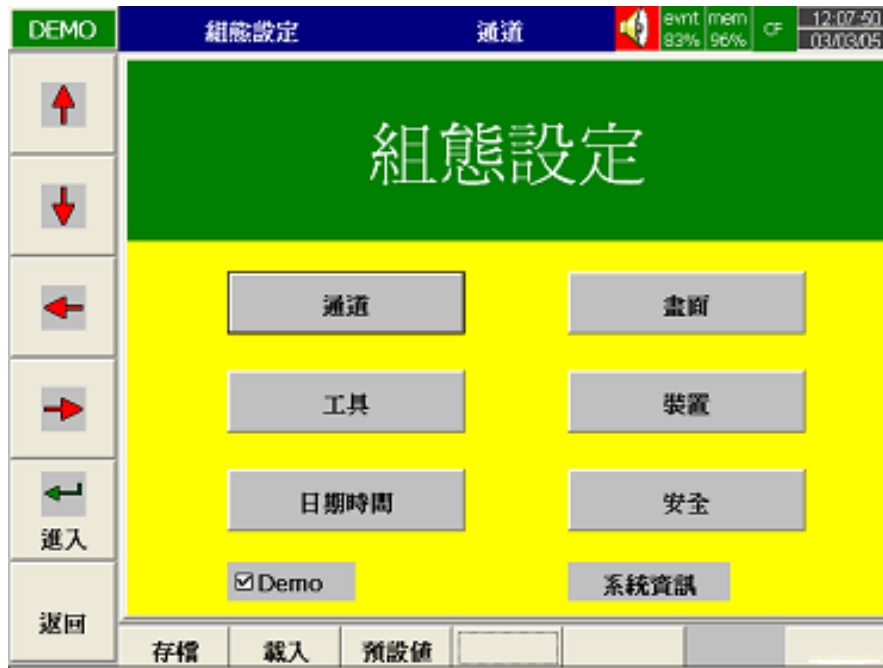 DEMO 組態設定 通道 evnt 83% mem 96% CF 12:07:50 03/03/05
組態設定
通道 畫面
工具 裝置
日期時間 安全
進入
Demo 系統資訊
返回
存檔 載入 預設値